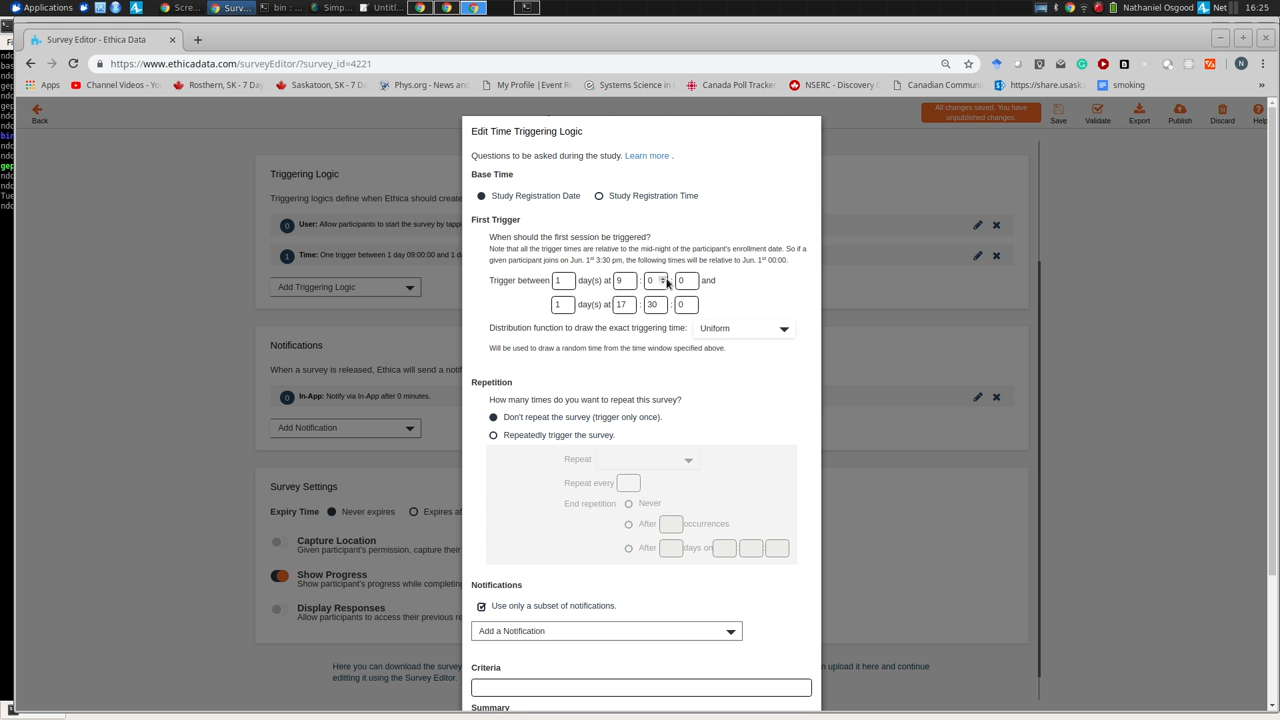 Applications
Scre...
Surv...
bin : ...
Simp...
Untitl...
Nathaniel Osgood
Net
16:25
Survey Editor - Ethica Data
https://www.ethicadata.com/surveyEditor/?survey_id=4221
Apps
Channel Videos - You
Rosthern, SK - 7 Day
Saskatoon, SK - 7 D
Phys.org - News and
My Profile | Event R
Systems Science in
Canada Poll Tracker
NSERC - Discovery G
Canadian Commu
https://share.usask.
smoking
Back
All changes saved. You have
unpublished changes.
Save
Validate
Export
Publish
Discard
Help
Triggering Logic
Triggering logics define when Ethica should create
0 User: Allow participants to start the survey by tappi
1 Time: One trigger between 1 day 09:00:00 and 1 da
Add Triggering Logic
Notifications
When a survey is released, Ethica will send a notif
0 In-App: Notify via In-App after 0 minutes.
Add Notification
Survey Settings
Expiry Time Never expires Expires af
Capture Location
Given participant's permission, capture their
Show Progress
Show participant's progress while completing
Display Responses
Allow participants to access their previous re
Here you can download the survey
editting it using the Survey Editor.
n upload it here and continue
Edit Time Triggering Logic
Questions to be asked during the study. Learn more .
Base Time
Study Registration Date Study Registration Time
First Trigger
When should the first session be triggered?
Note that all the trigger times are relative to the mid-night of the participant's enrollment date. So if a
given participant joins on Jun. 1st 3:30 pm, the following times will be relative to Jun. 1st 00:00.
Trigger between 1 day(s) at 9 : 0 : 0 and
1 day(s) at 17 : 30 : 0
Distribution function to draw the exact triggering time: Uniform
Will be used to draw a random time from the time window specified above.
Repetition
How many times do you want to repeat this survey?
Don't repeat the survey (trigger only once).
Repeatedly trigger the survey.
Repeat
Repeat every
End repetition Never
After occurrences
After days on : :
Notifications
Use only a subset of notifications.
Add a Notification
Criteria
Summary